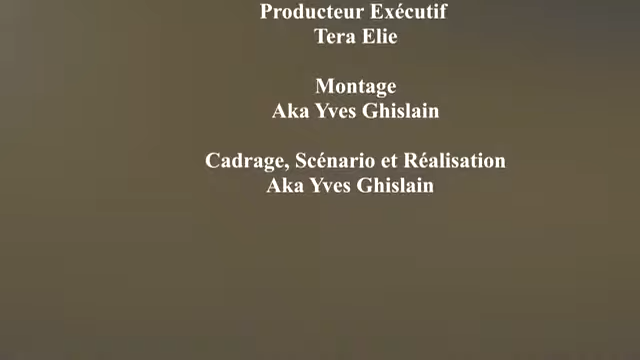 Producteur Exécutif
Tera Elie
Montage
Aka Yves Ghislain
Cadrage, Scénario et Réalisation
Aka Yves Ghislain